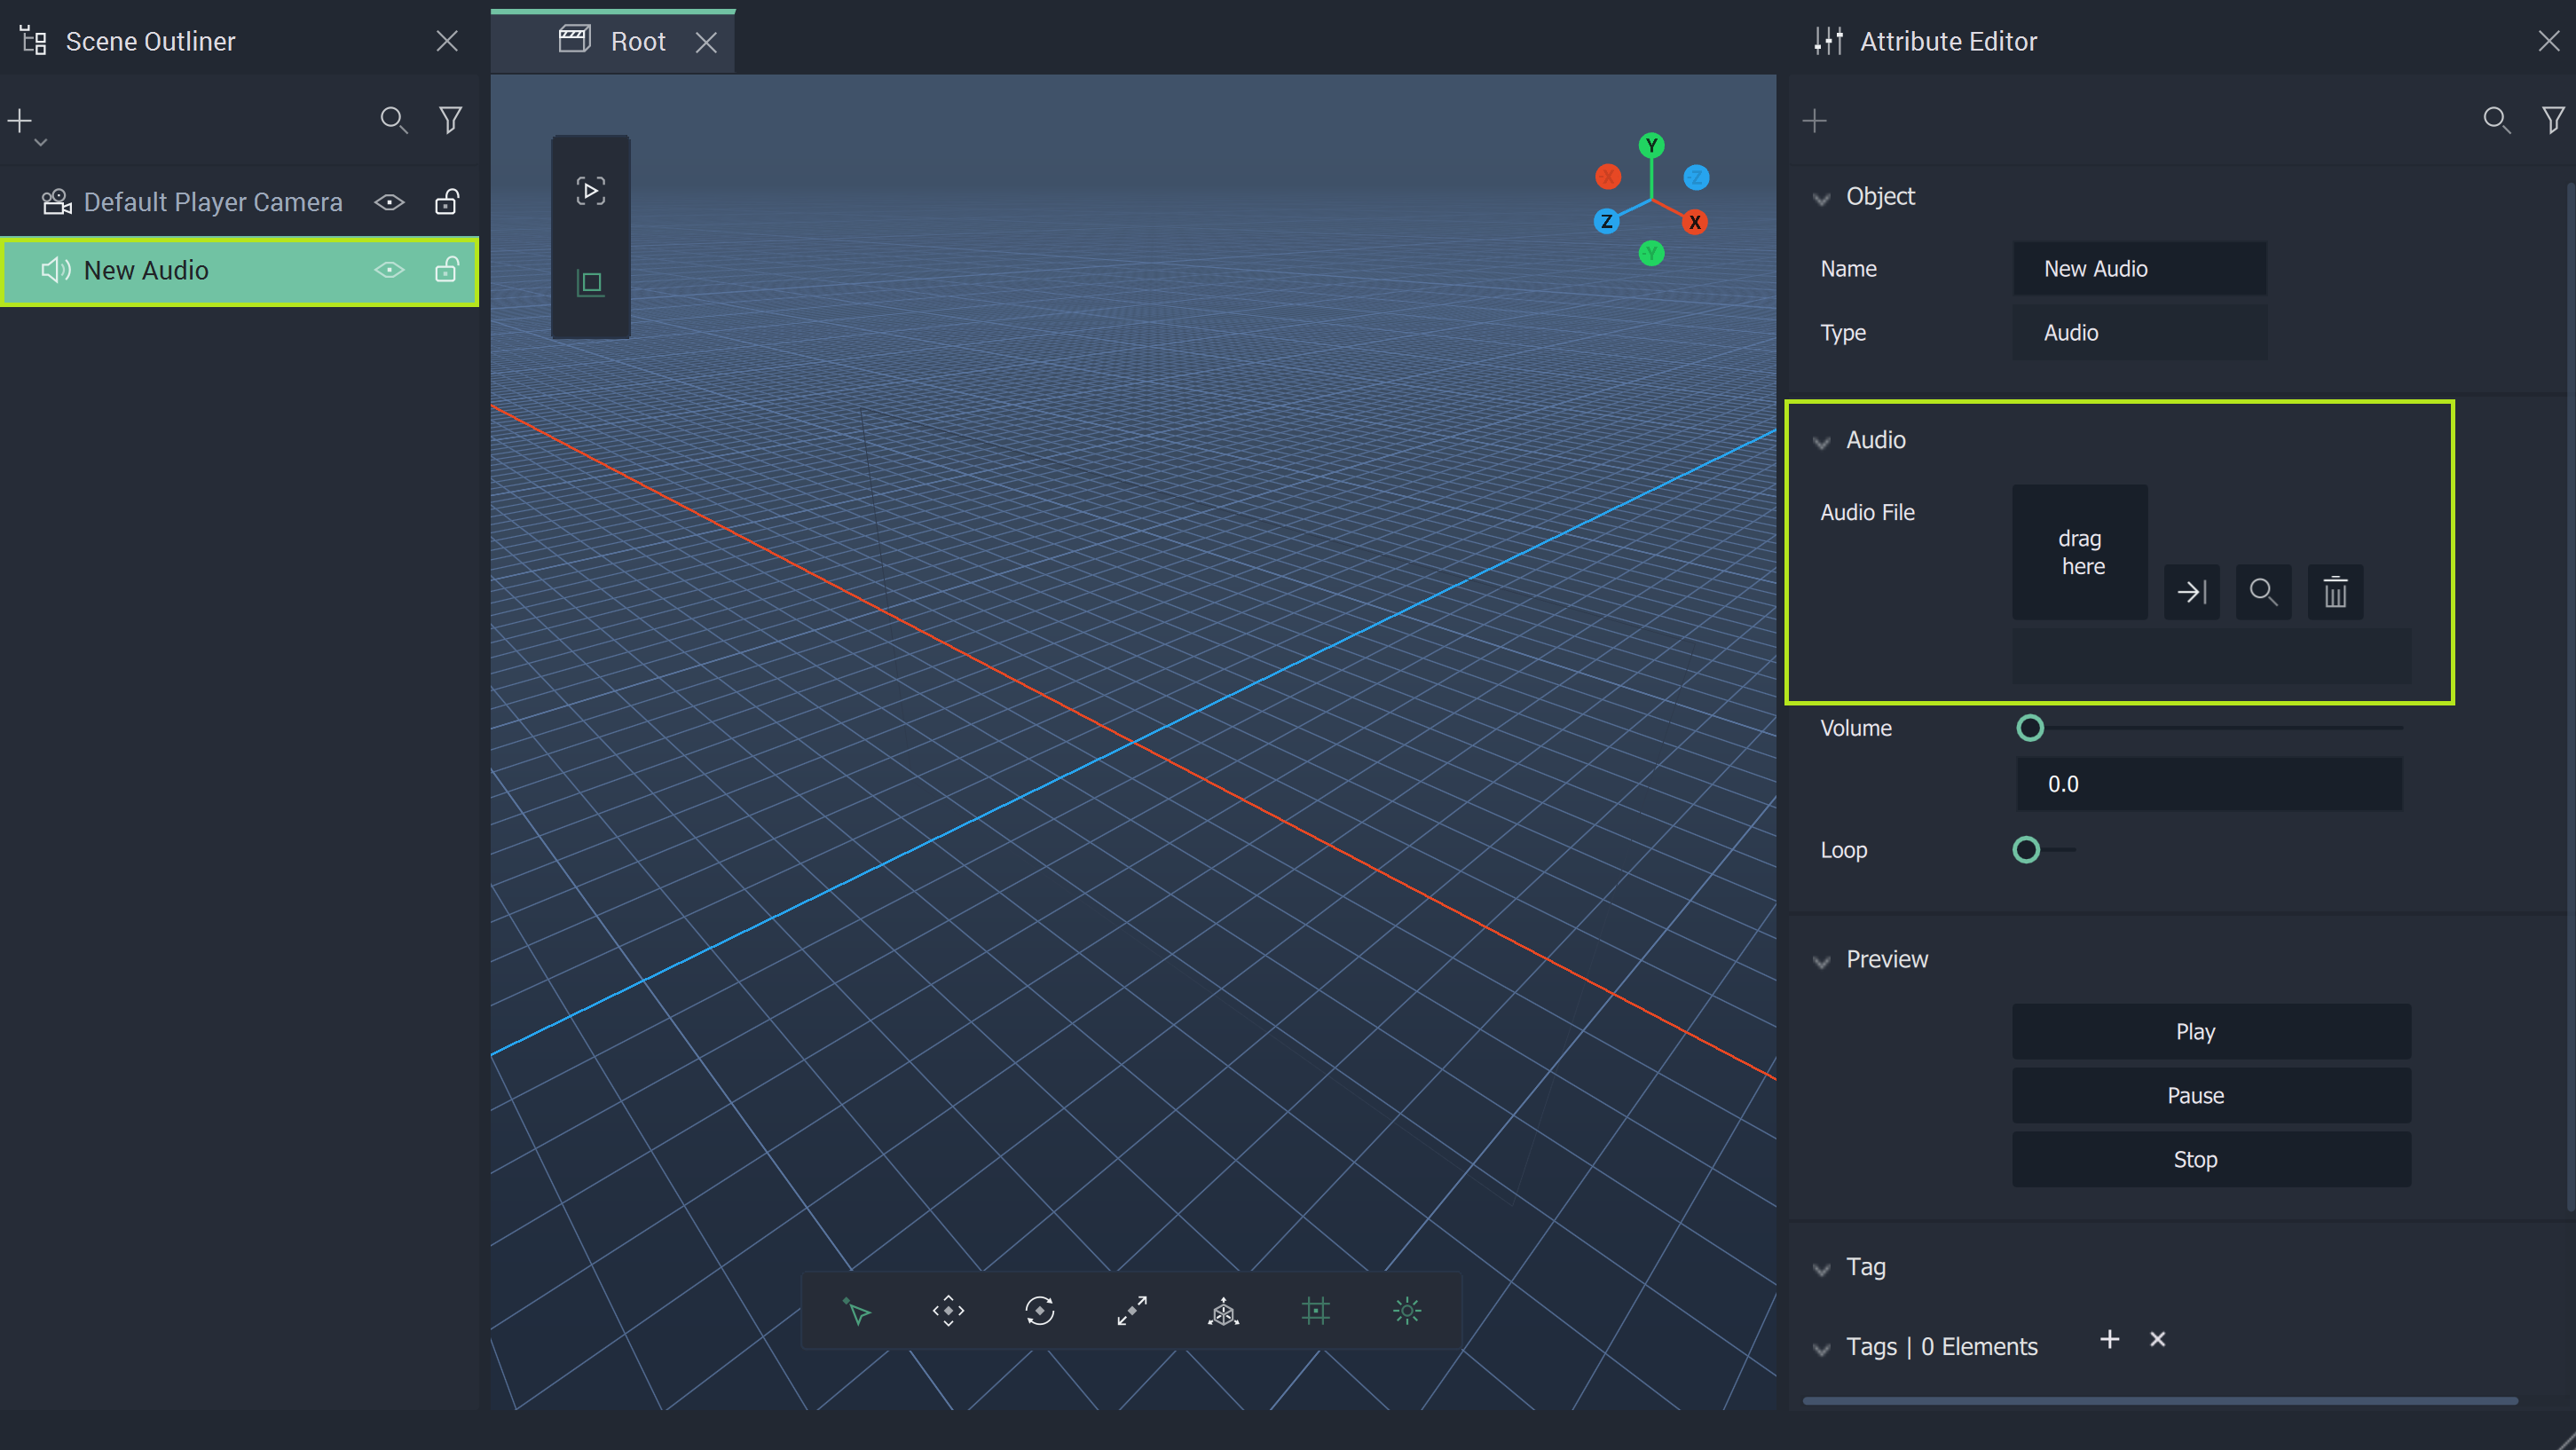 Scene Outliner
Default Player Camera
New Audio
Root
Y
-X
-Z
Z
X
-Y
Attribute Editor
Object
Name New Audio
Type Audio
Audio
Audio File
drag
here
Volume
0.0
Loop
Preview
Play
Pause
Stop
Tag
Tags | 0 Elements